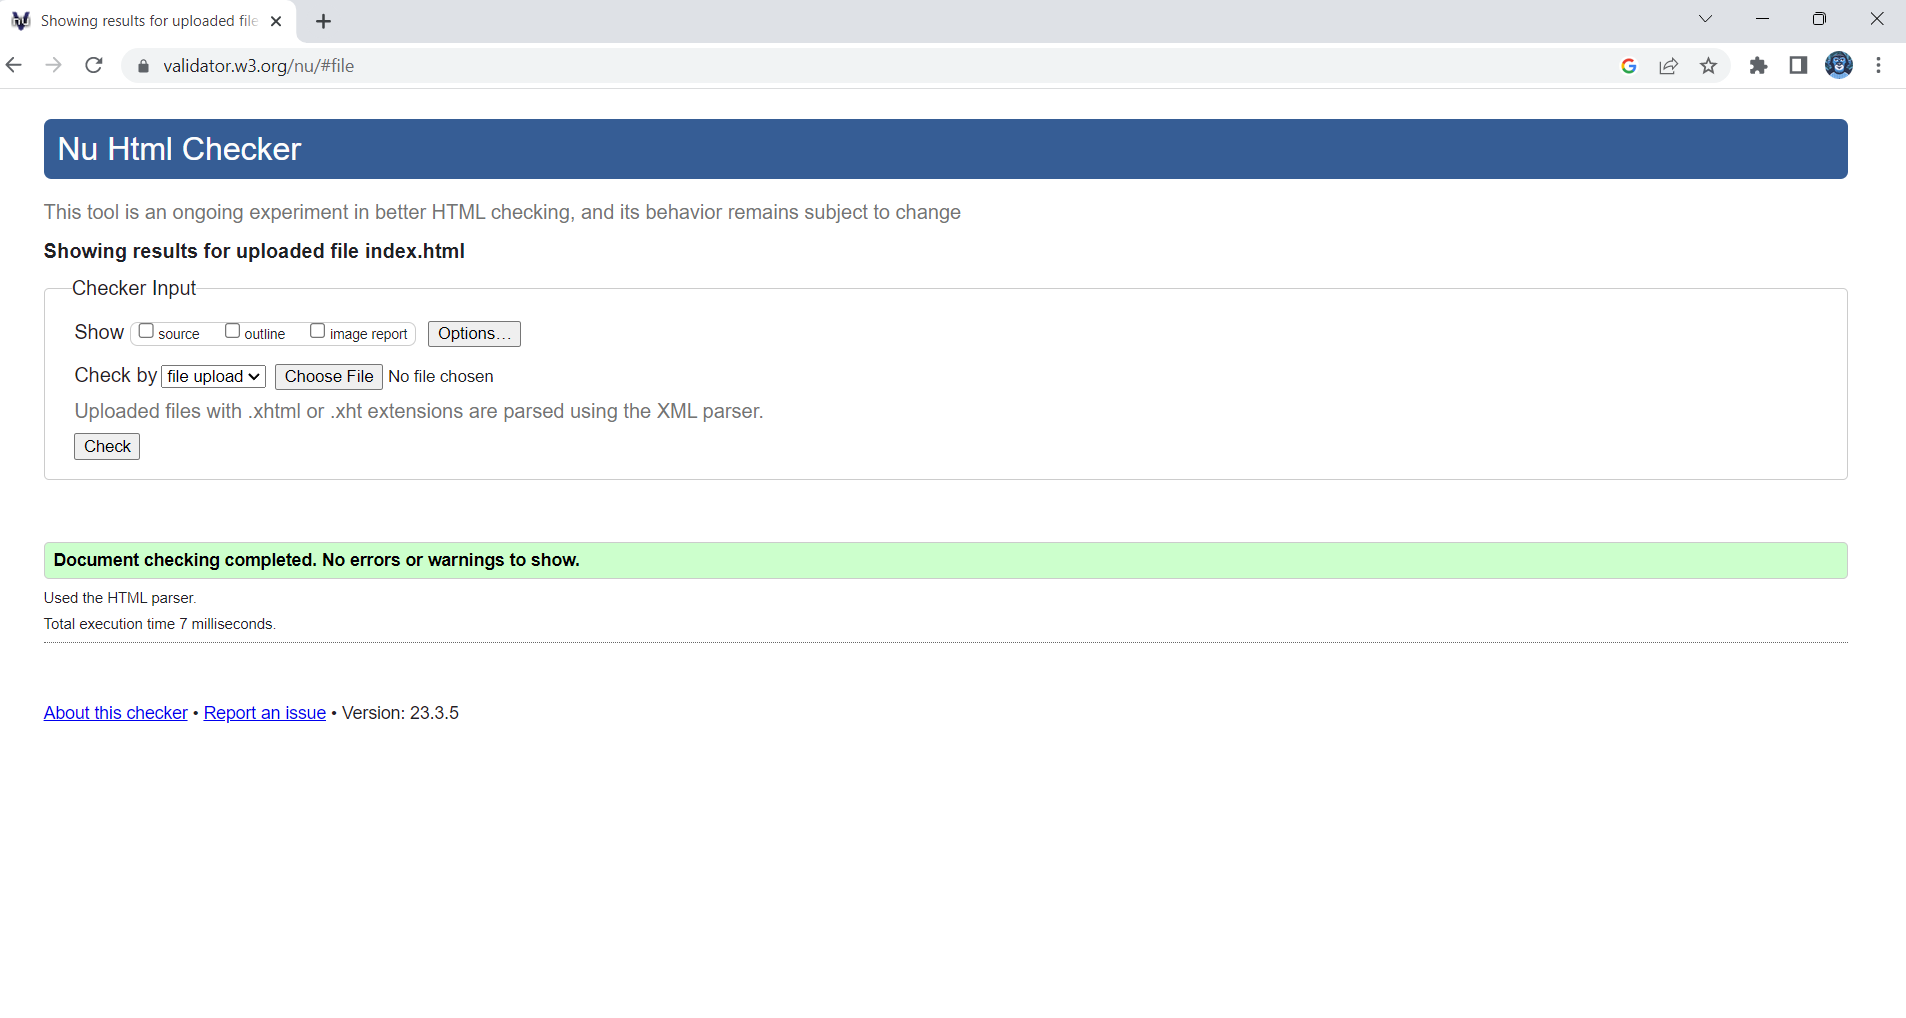 Showing results for uploaded file
validator.w3.org/nu/#file
Nu Html Checker
This tool is an ongoing experiment in better HTML checking, and its behavior remains subject to change
Showing results for uploaded file index.html
Checker Input
Show source outline image report Options...
Check by file upload Choose File No file chosen
Uploaded files with .xhtml or .xht extensions are parsed using the XML parser.
Check
Document checking completed. No errors or warnings to show.
Used the HTML parser.
Total execution time 7 milliseconds.
About this checker • Report an issue • Version: 23.3.5